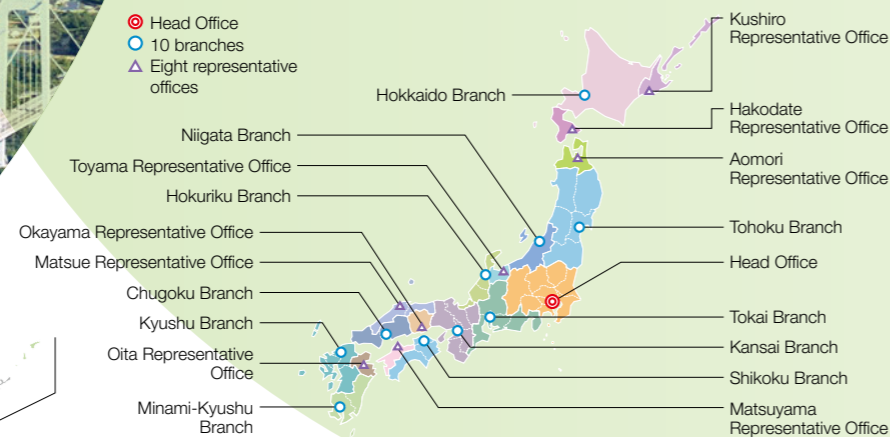 Head Office
10 branches
Eight representative
offices
Hokkaido Branch
Niigata Branch
Toyama Representative Office
Hokuriku Branch
Okayama Representative Office
Matsue Representative Office
Chugoku Branch
Kyushu Branch
Oita Representative
Office
Minami-Kyushu
Branch
Kushiro
Representative Office
Hakodate
Representative Office
Aomori
Representative Office
Tohoku Branch
Head Office
Tokai Branch
Kansai Branch
Shikoku Branch
Matsuyama
Representative Office